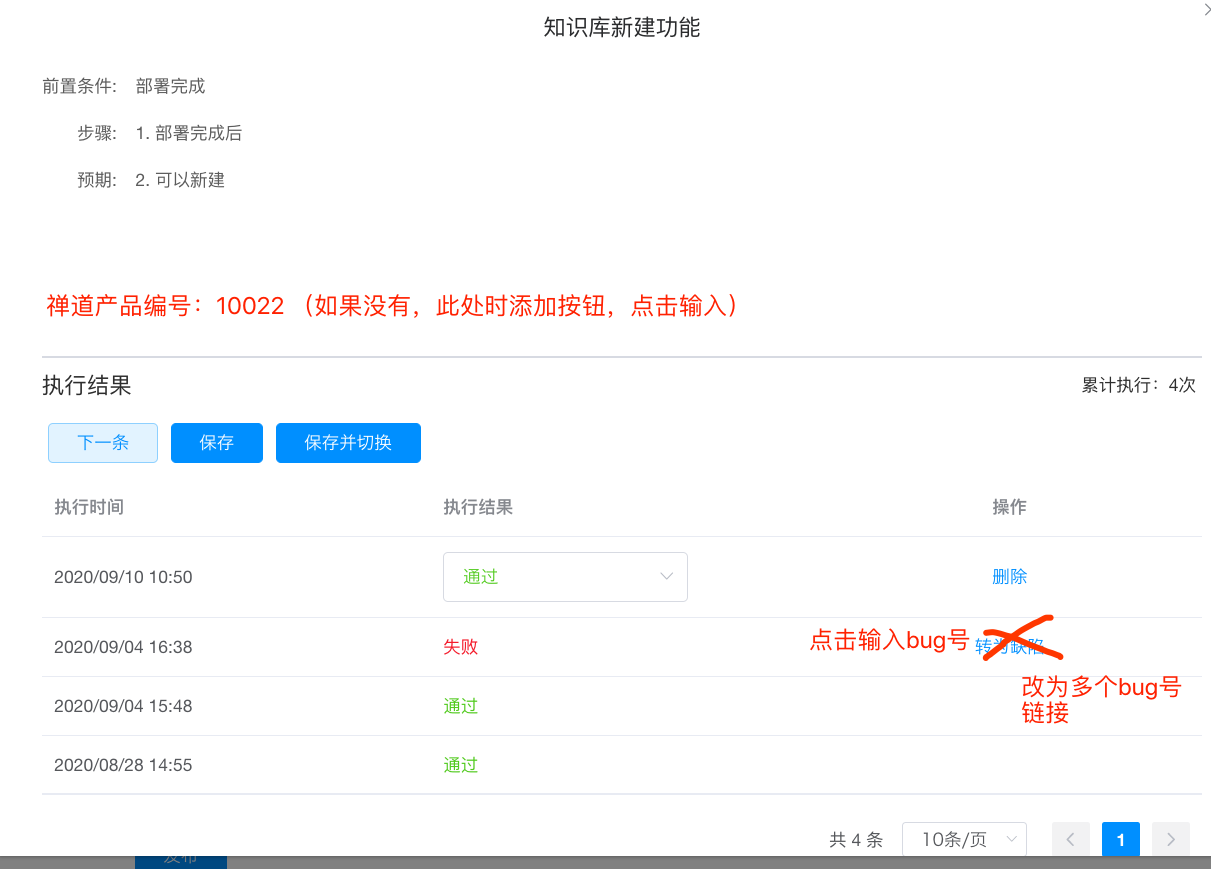 知识库新建功能
前置条件: 部署完成
步骤: 1. 部署完成后
预期: 2. 可以新建
禅道产品编号：10022 （如果没有，此处时添加按钮，点击输入）
执行结果 累计执行：4次
下一条 保存 保存并切换
执行时间 执行结果 操作
2020/09/10 10:50 通过 删除
2020/09/04 16:38 失败 点击输入bug号 转为缺陷
改为多个bug号
链接
2020/09/04 15:48 通过
2020/08/28 14:55 通过
共 4 条 10条/页 1
发布